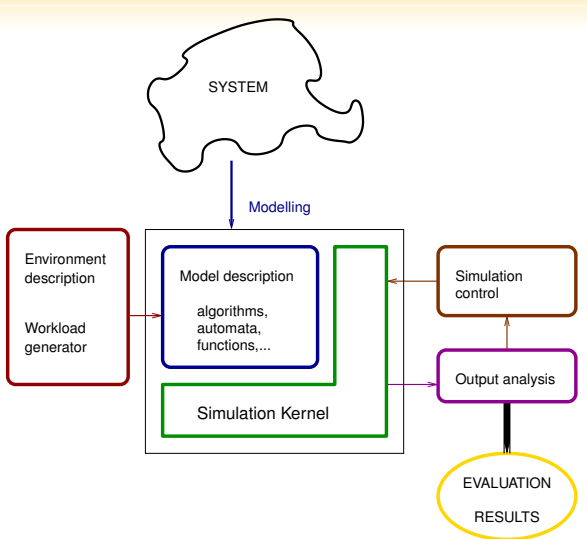 SYSTEM
Modelling
Environment
description
Workload
generator
Model description
algorithms,
automata,
functions,...
Simulation Kernel
Simulation
control
Output analysis
EVALUATION
RESULTS